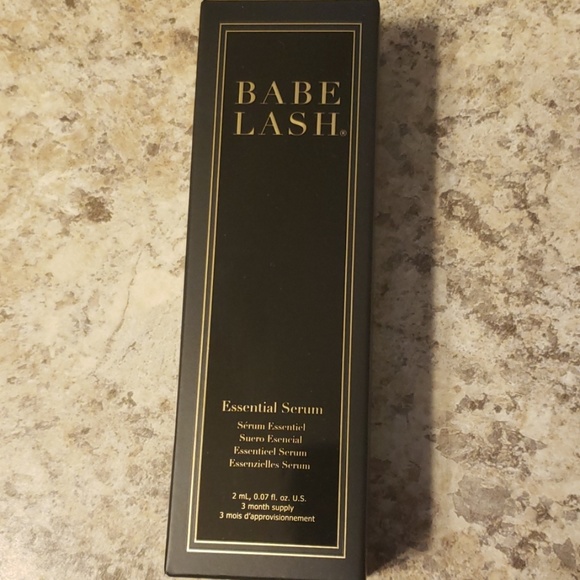 BABE
LASH®
Essential Serum
Sérum Essentiel
Suero Esencial
Essentieel Serum
Essenzielles Serum
2 mL, 0.07 fl. oz. U.S.
3 month supply
3 mois d'approvisionnement